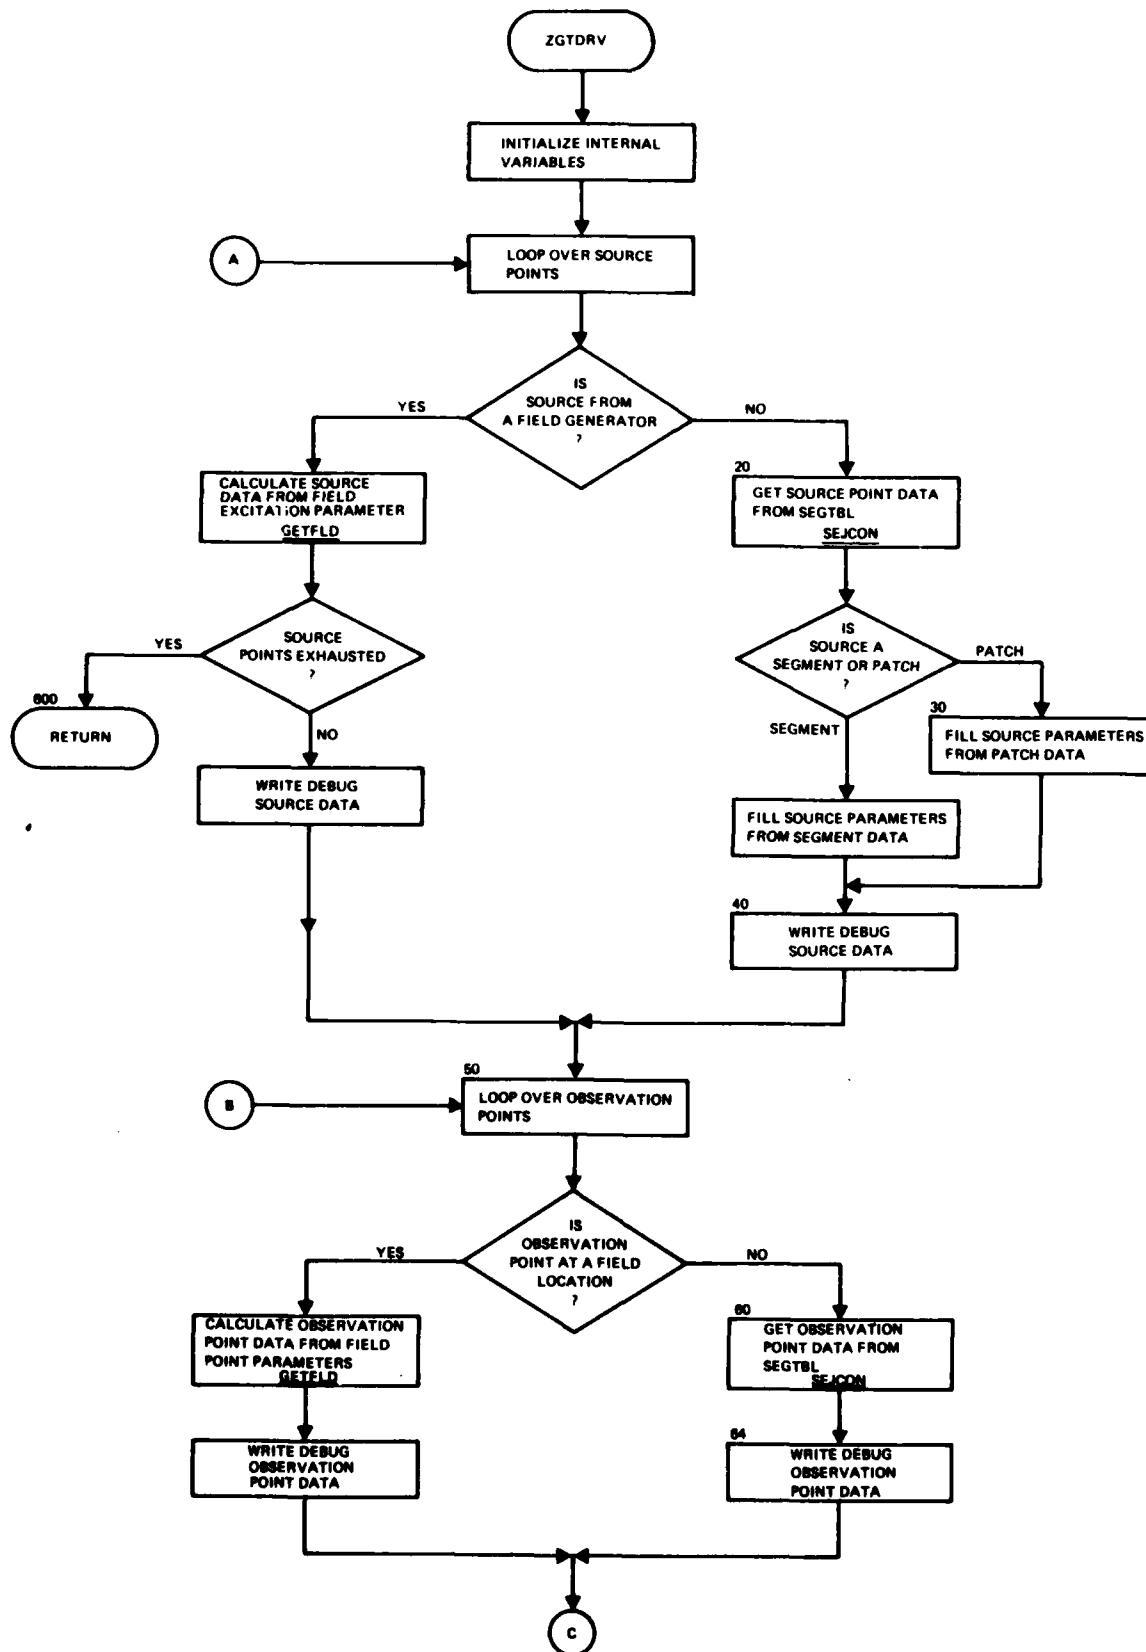 ZGTDRV
INITIALIZE INTERNAL
VARIABLES
A
LOOP OVER SOURCE
POINTS
IS
SOURCE FROM
A FIELD GENERATOR
?
YES
NO
CALCULATE SOURCE
DATA FROM FIELD
EXCITATION PARAMETER
GETFLD
20
GET SOURCE POINT DATA
FROM SEGTBL
SEJCON
SOURCE
POINTS EXHAUSTED
?
YES
NO
600
RETURN
WRITE DEBUG
SOURCE DATA
IS
SOURCE A
SEGMENT OR PATCH
?
PATCH
SEGMENT
30
FILL SOURCE PARAMETERS
FROM PATCH DATA
FILL SOURCE PARAMETERS
FROM SEGMENT DATA
40
WRITE DEBUG
SOURCE DATA
B
50
LOOP OVER OBSERVATION
POINTS
IS
OBSERVATION
POINT AT A FIELD
LOCATION
?
YES
NO
CALCULATE OBSERVATION
POINT DATA FROM FIELD
POINT PARAMETERS
GETFLD
60
GET OBSERVATION
POINT DATA FROM
SEGTBL
SEJCON
WRITE DEBUG
OBSERVATION
POINT DATA
64
WRITE DEBUG
OBSERVATION
POINT DATA
C